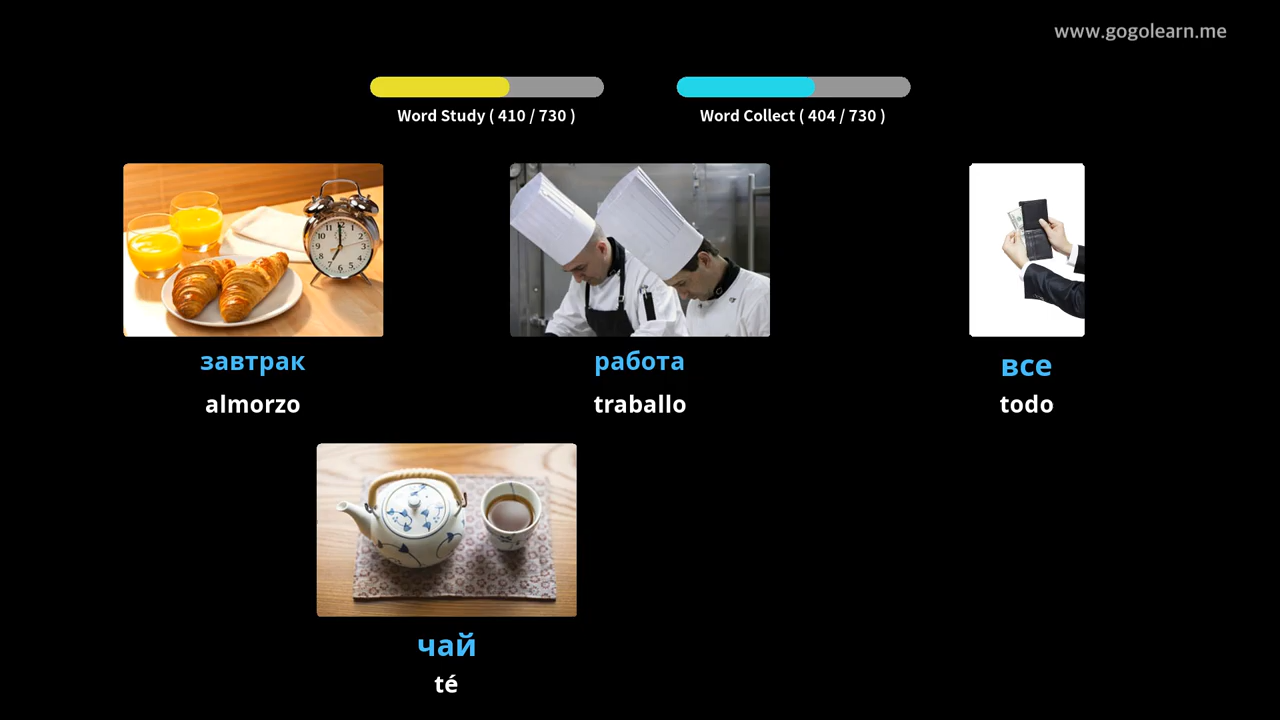 www.gogolearn.me
Word Study ( 410 / 730 )
Word Collect ( 404 / 730 )
завтрак
almorzo
работа
traballo
все
todo
чай
té